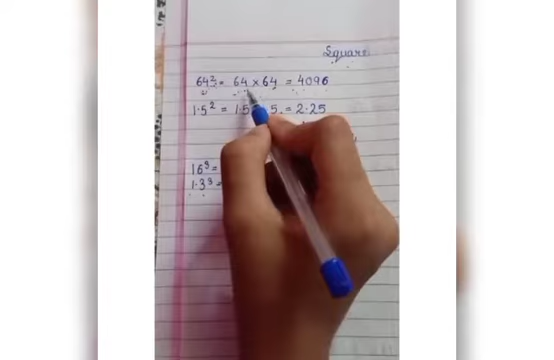 Square
64² = 64 × 64 = 4096
1·5² = 1·5 5 = 2·25
16³ =
1·3³ =